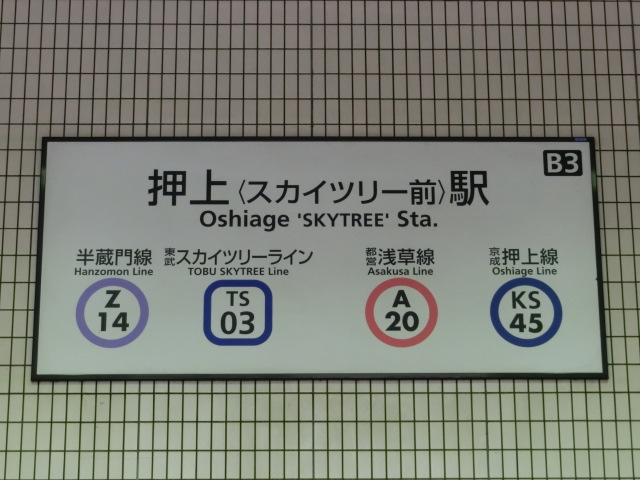 B3
押上〈スカイツリー前〉駅
Oshiage 'SKYTREE' Sta.
半蔵門線
Hanzomon Line
Z
14
東武スカイツリーライン
TOBU SKYTREE Line
TS
03
都営浅草線
Asakusa Line
A
20
京成押上線
Oshiage Line
KS
45